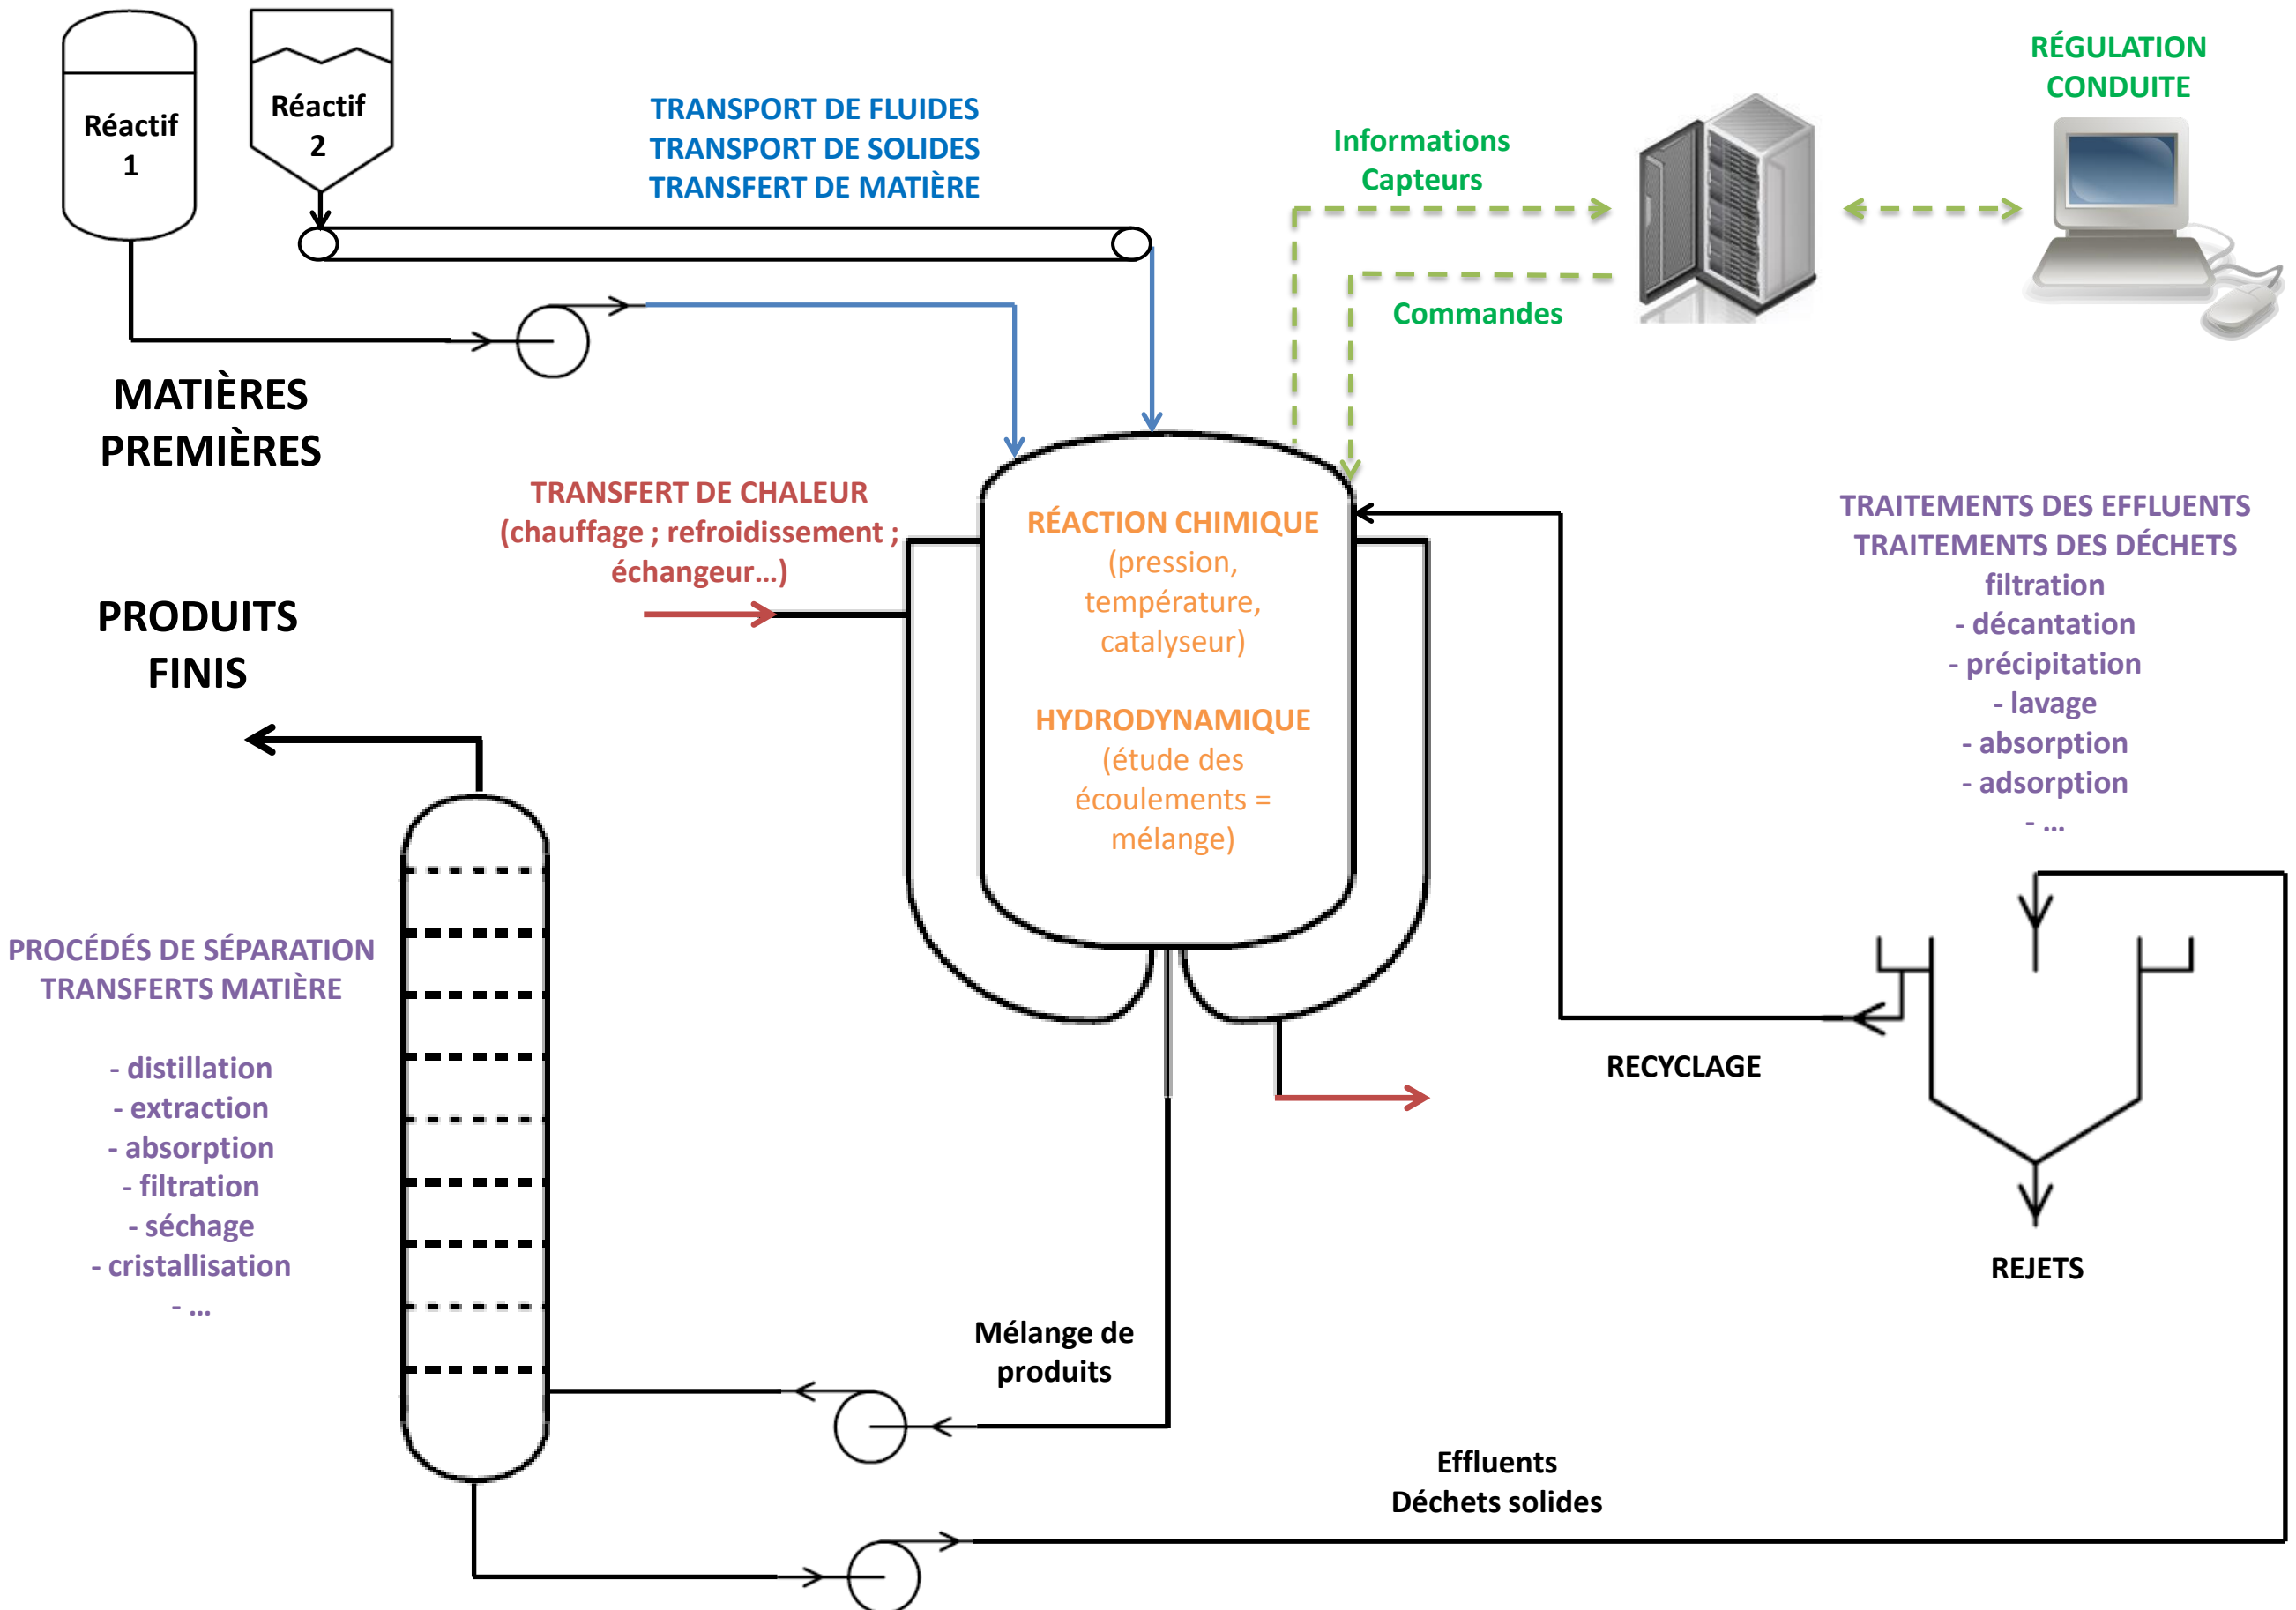 Réactif
1
Réactif
2
TRANSPORT DE FLUIDES
TRANSPORT DE SOLIDES
TRANSFERT DE MATIÈRE
Informations
Capteurs
Commandes
RÉGULATION
CONDUITE
MATIÈRES
PREMIÈRES
TRANSFERT DE CHALEUR
(chauffage ; refroidissement ;
échangeur…)
RÉACTION CHIMIQUE
(pression,
température,
catalyseur)
HYDRODYNAMIQUE
(étude des
écoulements =
mélange)
TRAITEMENTS DES EFFLUENTS
TRAITEMENTS DES DÉCHETS
filtration
- décantation
- précipitation
- lavage
- absorption
- adsorption
- …
PRODUITS
FINIS
PROCÉDÉS DE SÉPARATION
TRANSFERTS MATIÈRE
- distillation
- extraction
- absorption
- filtration
- séchage
- cristallisation
- …
RECYCLAGE
REJETS
Mélange de
produits
Effluents
Déchets solides